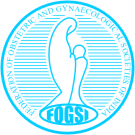 FEDERATION OF OBSTETRIC AND GYNAECOLOGICAL SOCIETIES OF INDIA
FOGSI